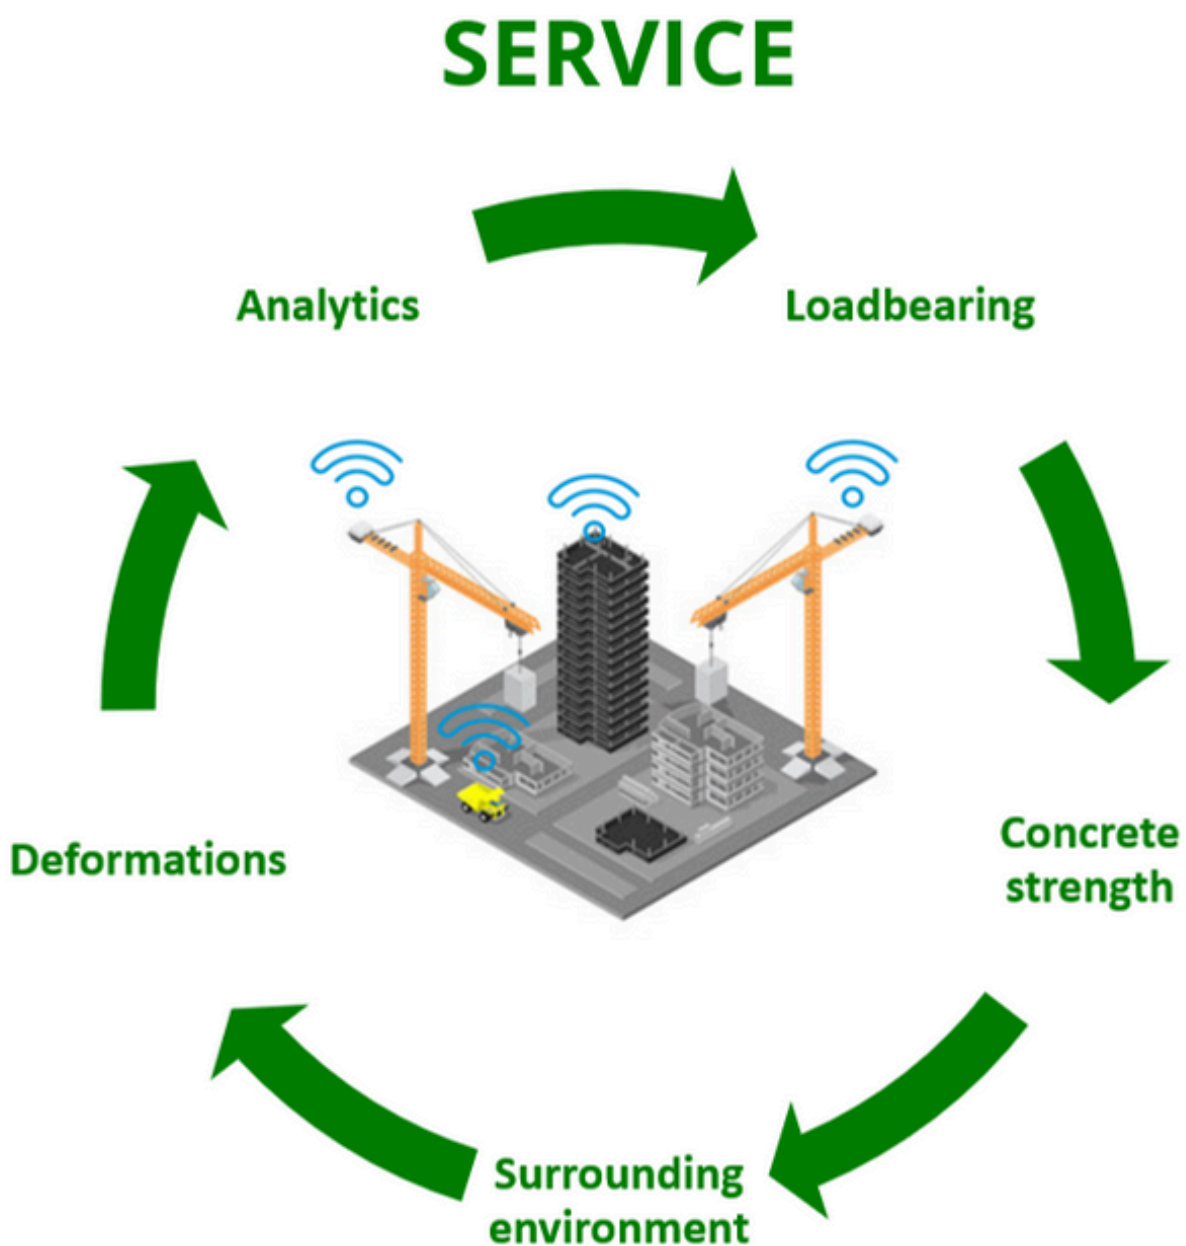 SERVICE
Analytics
Loadbearing
Concrete
strength
Deformations
Surrounding
environment